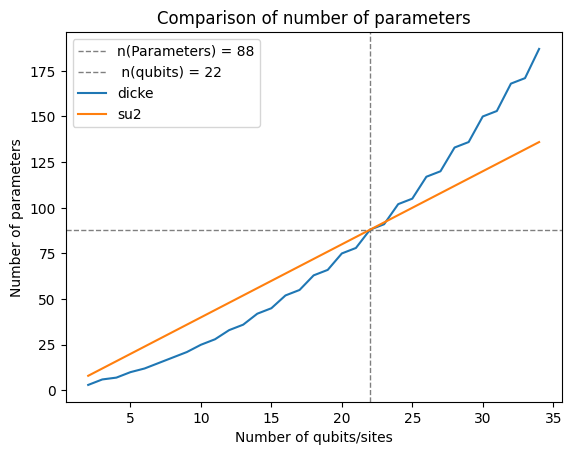 Comparison of number of parameters
n(Parameters) = 88
n(qubits) = 22
dicke
su2
Number of parameters
175
150
125
100
75
50
25
0
5
10
15
20
25
30
35
Number of qubits/sites